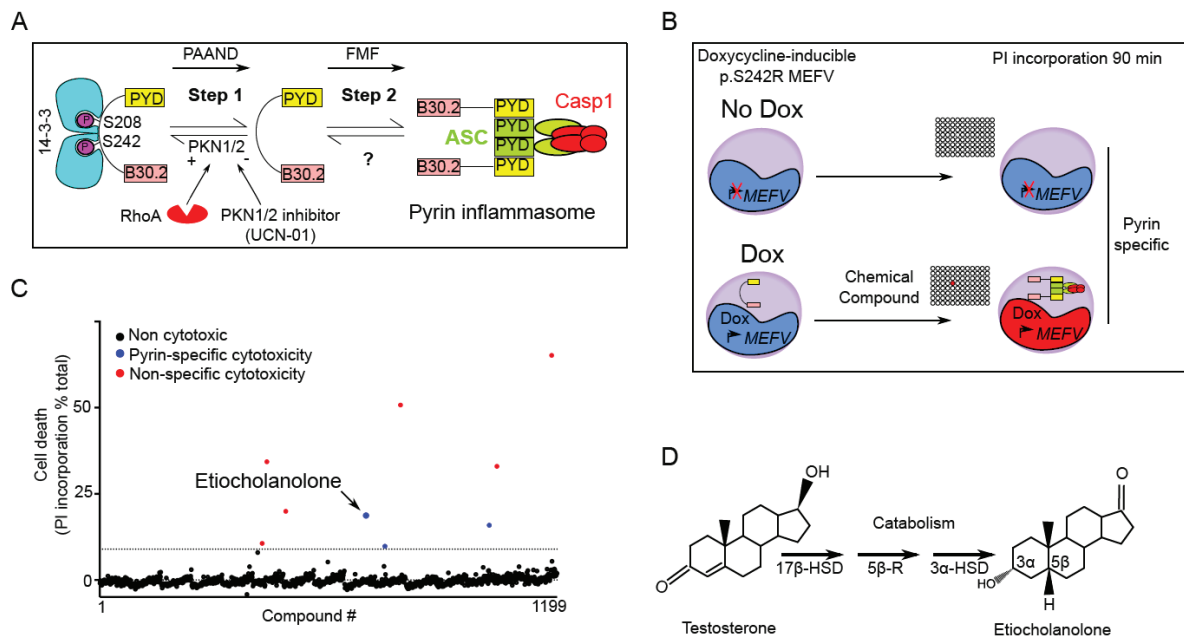 A
PAAND
FMF
Step 1
Step 2
14-3-3
P
P
S208
S242
PYD
B30.2
PKN1/2
+
-
PYD
B30.2
?
B30.2
B30.2
PYD
PYD
PYD
PYD
ASC
Casp1
RhoA
PKN1/2 inhibitor
(UCN-01)
Pyrin inflammasome
B
Doxycycline-inducible
p.S242R MEFV
PI incorporation 90 min
No Dox
MEFV
MEFV
Dox
Dox
MEFV
Chemical
Compound
Dox
MEFV
Pyrin
specific
C
Non cytotoxic
Pyrin-specific cytotoxicity
Non-specific cytotoxicity
Etiocholanolone
Cell death
(PI incorporation % total)
50
25
0
1
1199
Compound #
D
OH
O
Catabolism
17β-HSD
5β-R
3α-HSD
O
3α
5β
HO
H
Testosterone
Etiocholanolone